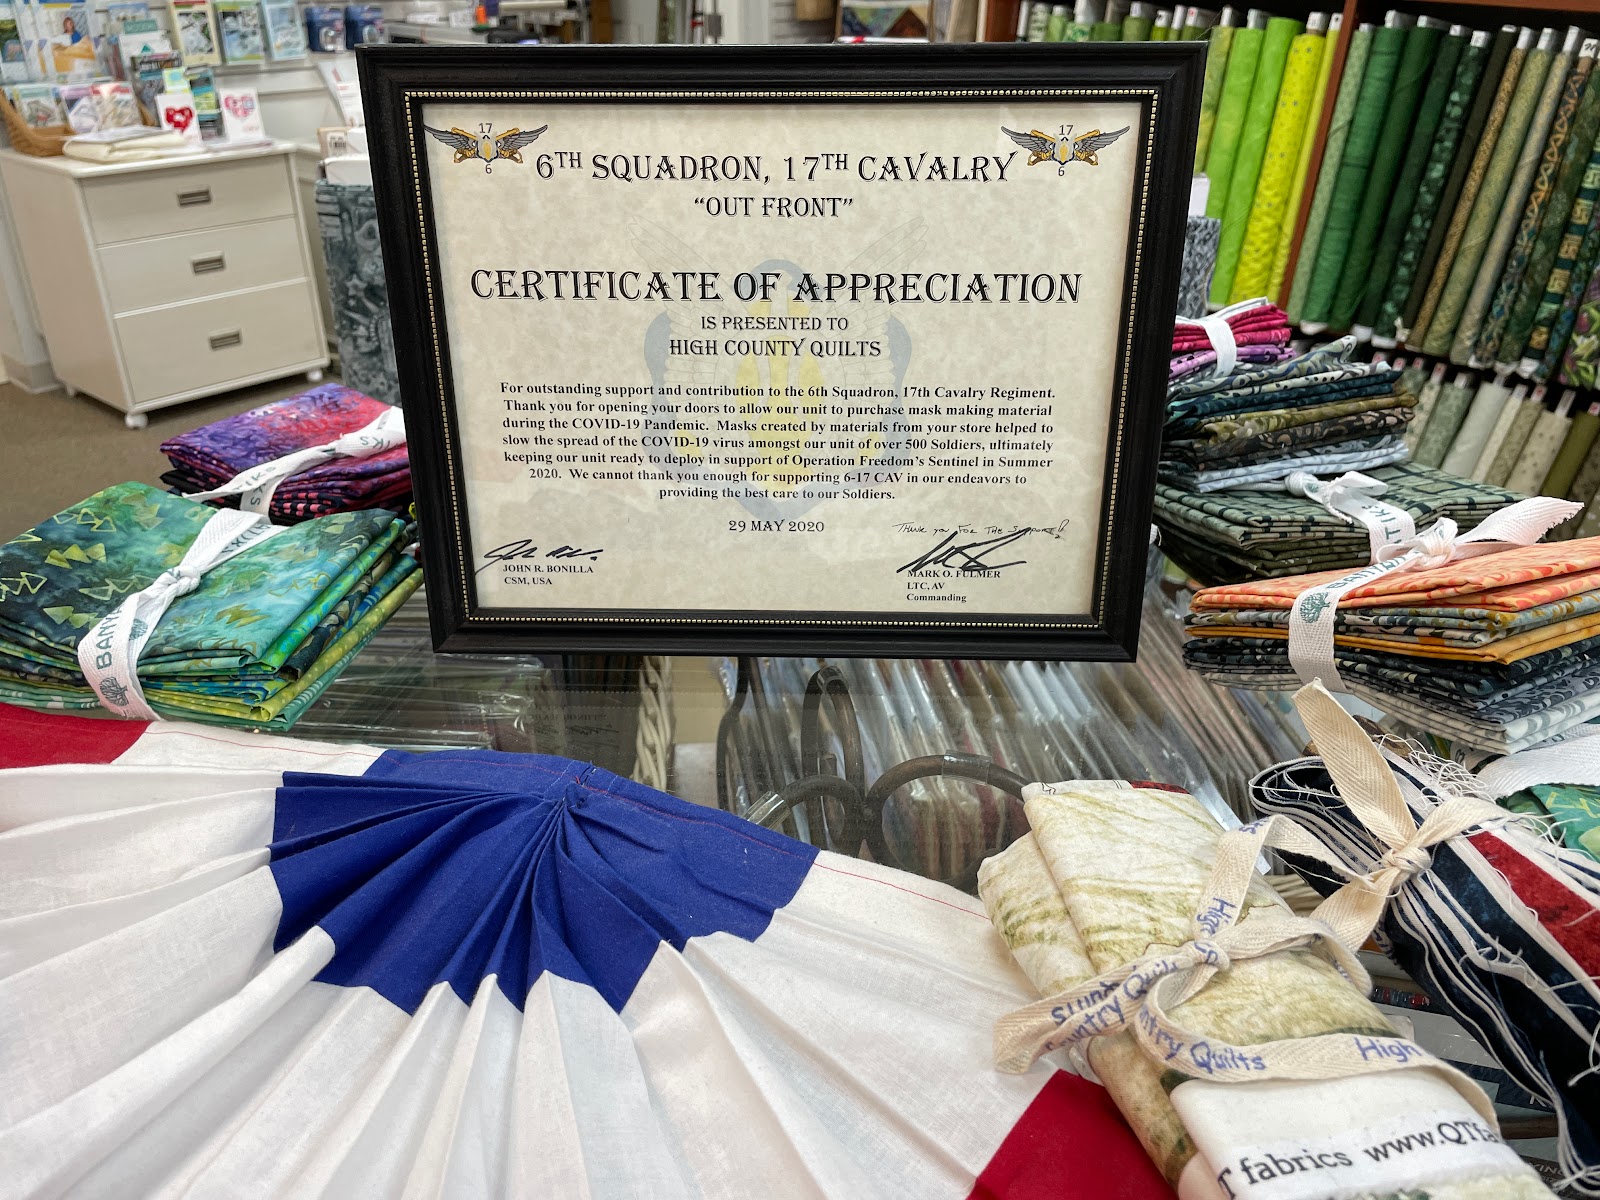 17
6
17
6
6TH SQUADRON, 17TH CAVALRY
"OUT FRONT"
CERTIFICATE OF APPRECIATION
IS PRESENTED TO
HIGH COUNTY QUILTS
For outstanding support and contribution to the 6th Squadron, 17th Cavalry Regiment.
Thank you for opening your doors to allow our unit to purchase mask making material
during the COVID-19 Pandemic. Masks created by materials from your store helped to
slow the spread of the COVID-19 virus amongst our unit of over 500 Soldiers, ultimately
keeping our unit ready to deploy in support of Operation Freedom's Sentinel in Summer
2020. We cannot thank you enough for supporting 6-17 CAV in our endeavors to
providing the best care to our Soldiers.
29 MAY 2020
THANK YOU FOR THE SUPPORT!
JOHN R. BONILLA
CSM, USA
MARK O. FULMER
LTC, AV
Commanding
BANYAN
High
Country Quilts
High
fabrics www.QTfa